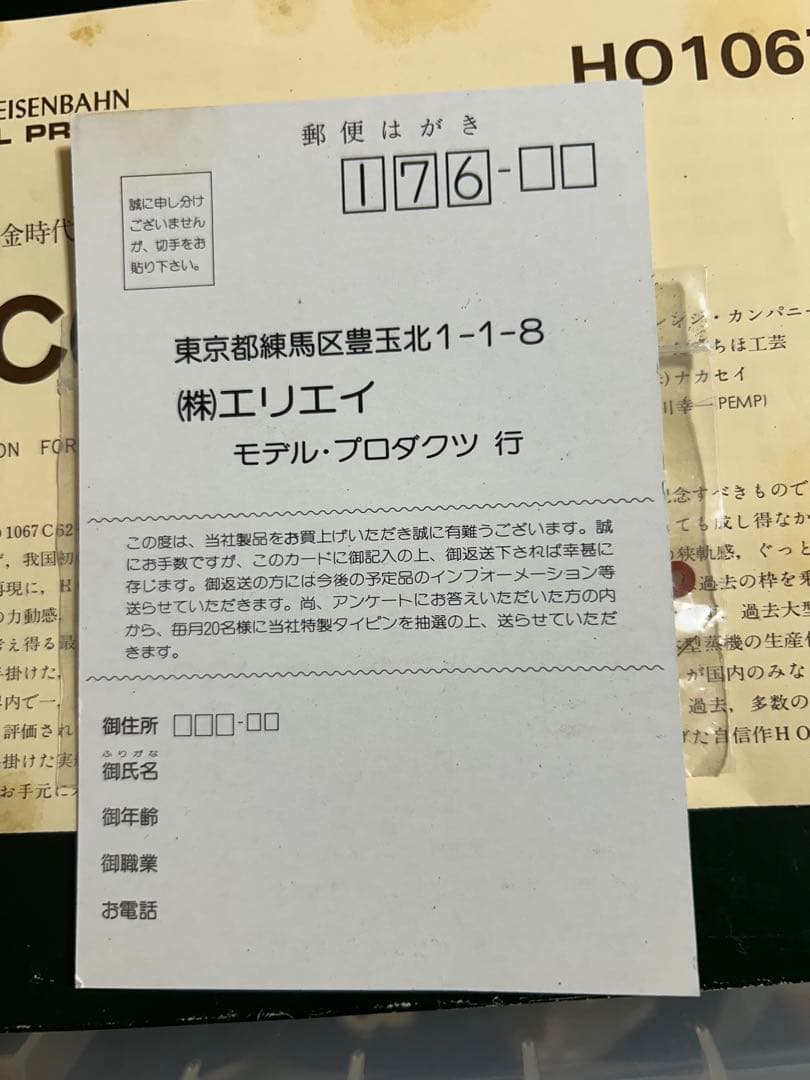 EISENBAHN
HO1067
L PR
金時代
C
ON FOR
1067C62
郵便はがき
176-□□
誠に申し分け
ございません
が、切手をお
貼り下さい。
東京都練馬区豊玉北1-1-8
㈱エリエイ
モデル・プロダクツ 行
この度は、当社製品をお買上げいただき誠に有難うございます。誠
にお手数ですが、このカードに御記入の上、御返送下されば幸甚に
存じます。御返送の方には今後の予定品のインフォーメーション等
送らせていただきます。尚、アンケートにお答えいただいた方の内
から、毎月20名様に当社特製タイピンを抽選の上、送らせていただ
きます。
御住所 □□□-□□
ふりがな
御氏名
御年齢
御職業
お電話
我国初
再現に、H
力動感
考え得る最
手掛けた,
界内で一,
評価され
掛けた実
お手元に
・カンパニー
ちほ工芸
ナカセイ
川幸一(PEMP)
記念すべきもので
ても成し得なか
狭軌感, ぐっと
過去の枠を乗
過去大型
型蒸機の生産
が国内のみな
過去, 多数の
た自信作HO